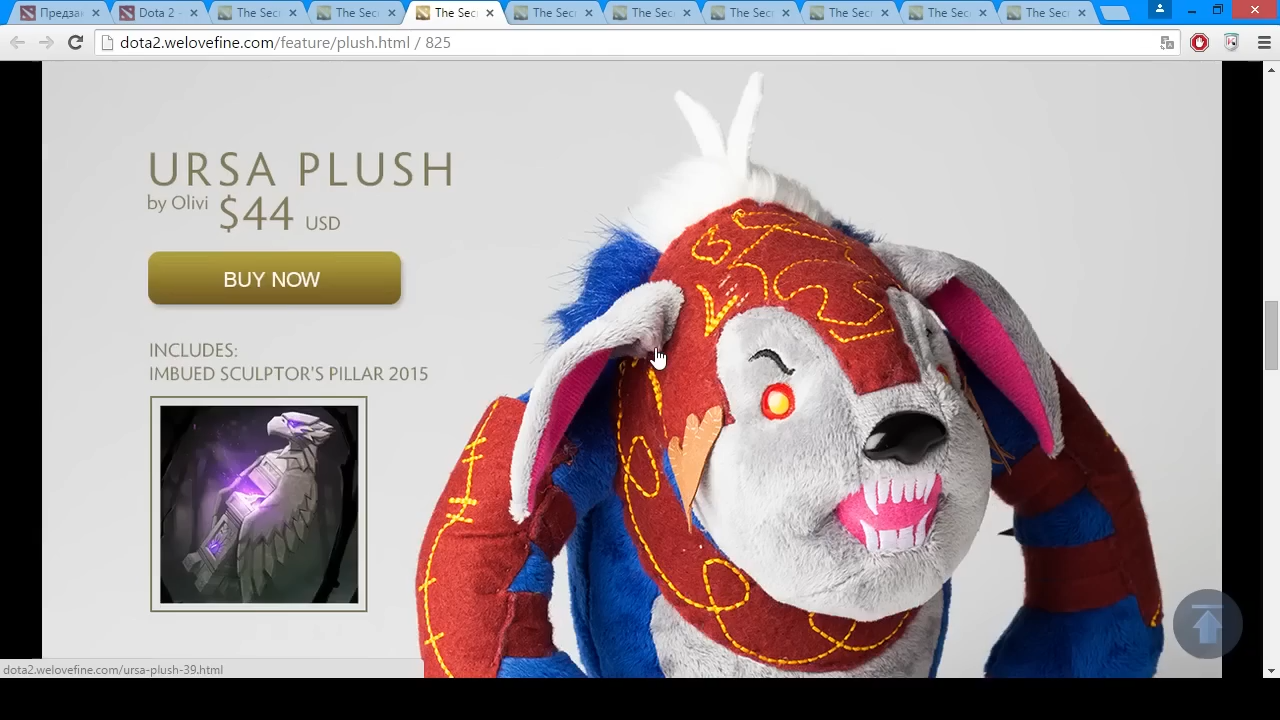 Предзак
Dota 2 -
The Sec
The Sec
The Sec
The Sec
The Sec
The Sec
The Sec
The Sec
The Sec
dota2.welovefine.com/feature/plush.html / 825
URSA PLUSH
by Olivi $44 USD
BUY NOW
INCLUDES:
IMBUED SCULPTOR'S PILLAR 2015
dota2.welovefine.com/ursa-plush-39.html